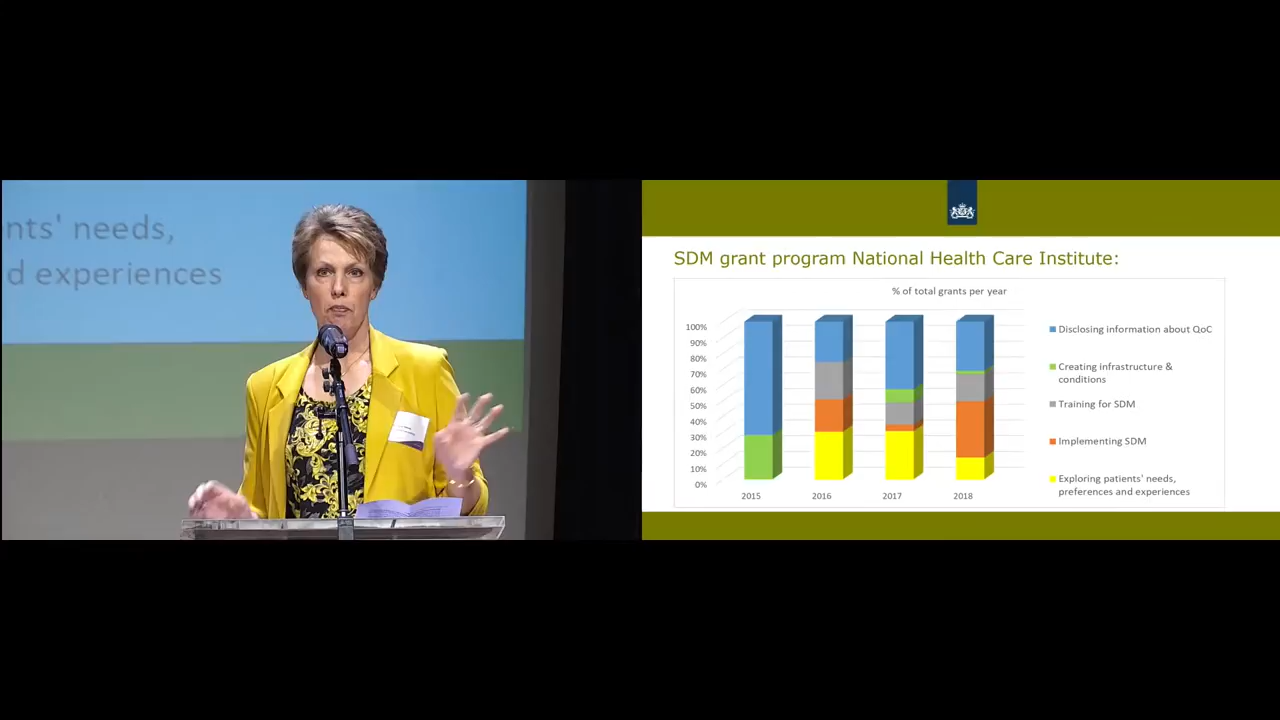 nts' needs,
d experiences
SDM grant program National Health Care Institute:
% of total grants per year
100%
90%
80%
70%
60%
50%
40%
30%
20%
10%
0%
2015
2016
2017
2018
Disclosing information about QoC
Creating infrastructure &
conditions
Training for SDM
Implementing SDM
Exploring patients' needs,
preferences and experiences